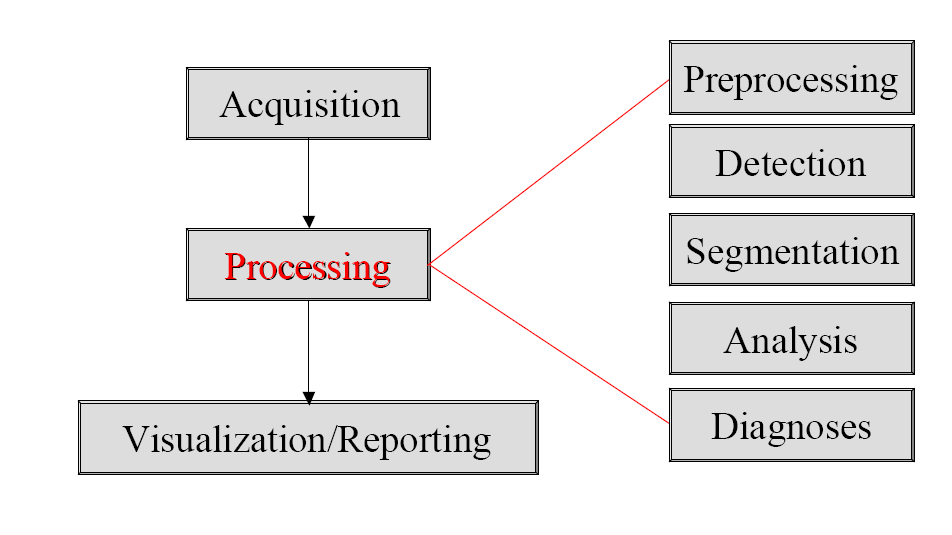 Acquisition
Processing
Visualization/Reporting
Preprocessing
Detection
Segmentation
Analysis
Diagnoses